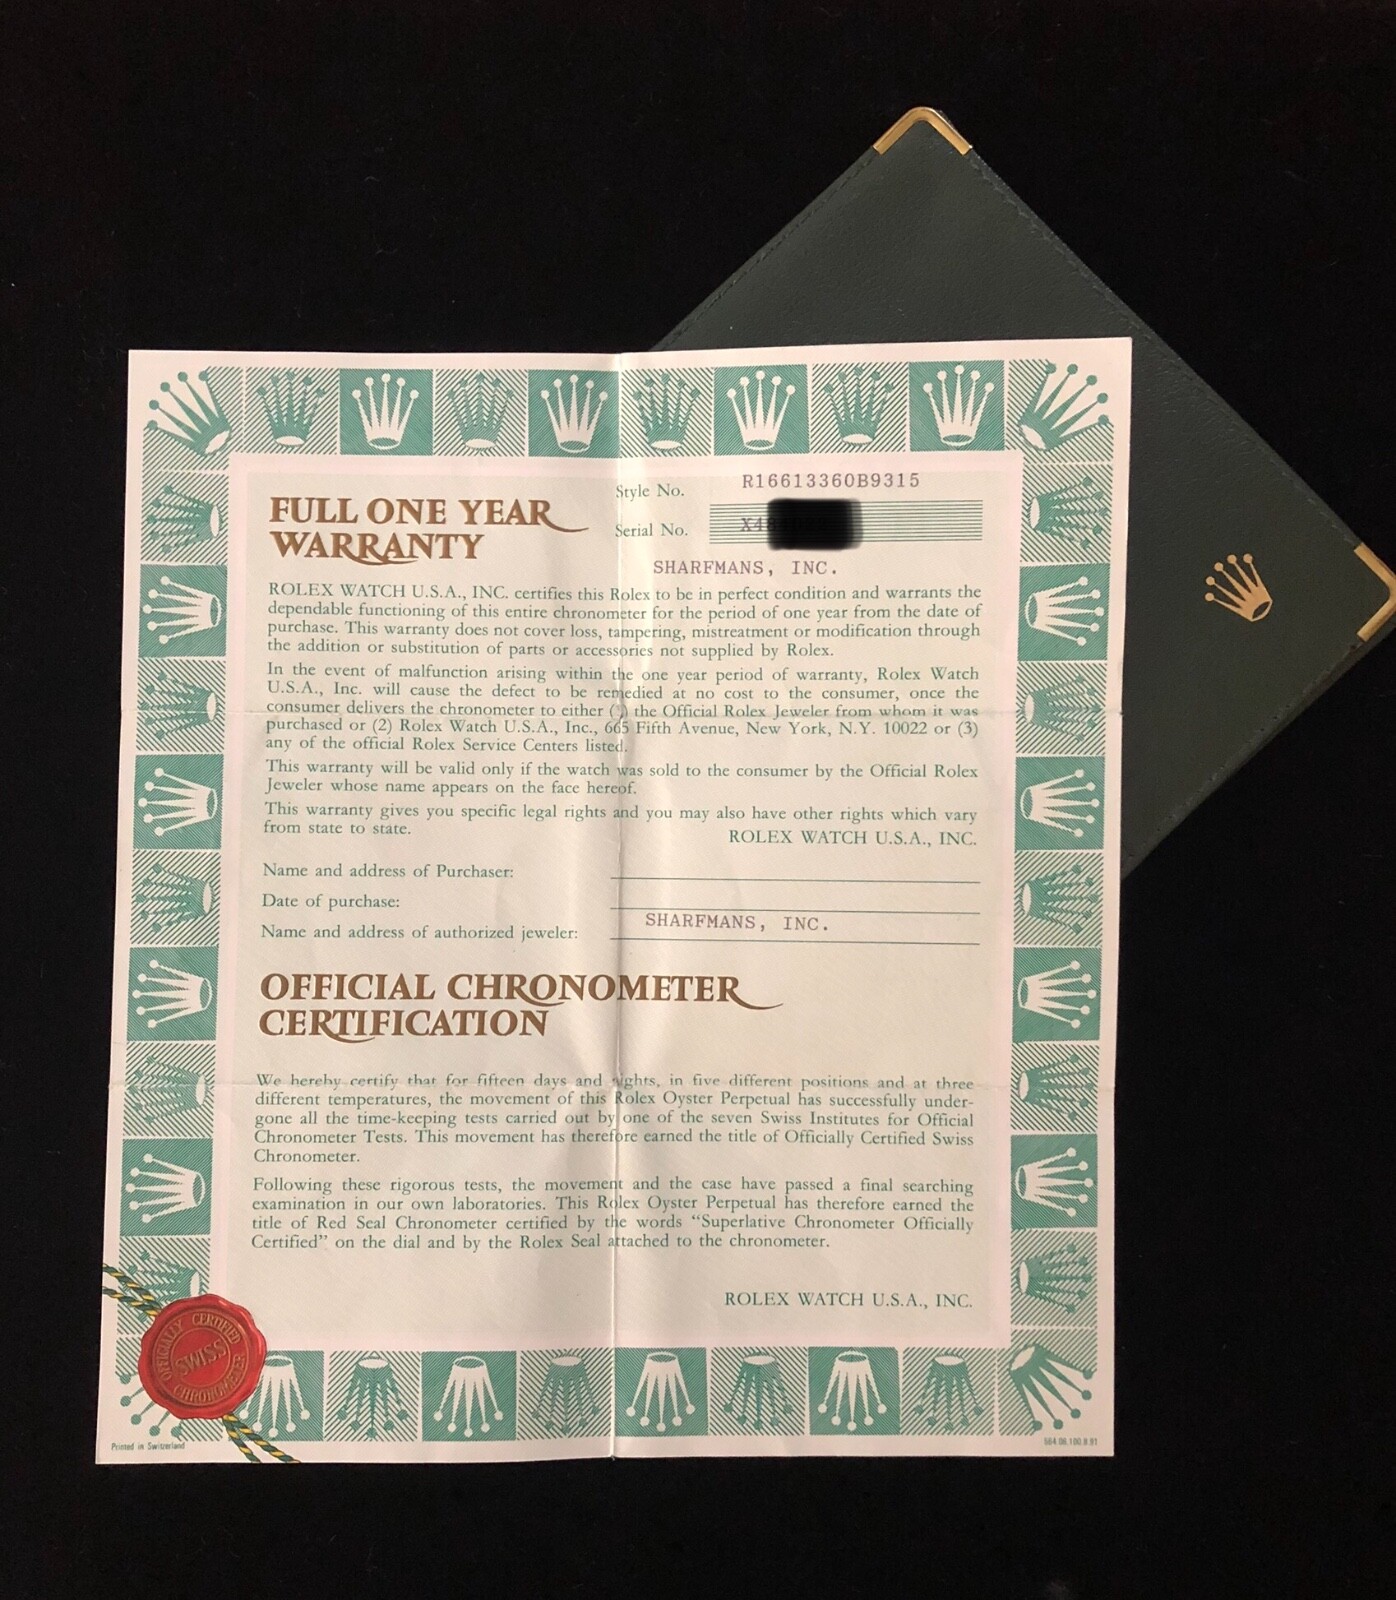 Style No. R16613360B9315
FULL ONE YEAR
WARRANTY
Serial No. X48
SHARFMANS, INC.
ROLEX WATCH U.S.A., INC. certifies this Rolex to be in perfect condition and warrants the
dependable functioning of this entire chronometer for the period of one year from the date of
purchase. This warranty does not cover loss, tampering, mistreatment or modification through
the addition or substitution of parts or accessories not supplied by Rolex.
In the event of malfunction arising within the one year period of warranty, Rolex Watch
U.S.A., Inc. will cause the defect to be remedied at no cost to the consumer, once the
consumer delivers the chronometer to either (1) the Official Rolex Jeweler from whom it was
purchased or (2) Rolex Watch U.S.A., Inc., 665 Fifth Avenue, New York, N.Y. 10022 or (3)
any of the official Rolex Service Centers listed.
This warranty will be valid only if the watch was sold to the consumer by the Official Rolex
Jeweler whose name appears on the face hereof.
This warranty gives you specific legal rights and you may also have other rights which vary
from state to state.
ROLEX WATCH U.S.A., INC.
Name and address of Purchaser:
Date of purchase:
Name and address of authorized jeweler: SHARFMANS, INC.
OFFICIAL CHRONOMETER
CERTIFICATION
We hereby certify that for fifteen days and nights, in five different positions and at three
different temperatures, the movement of this Rolex Oyster Perpetual has successfully under-
gone all the time-keeping tests carried out by one of the seven Swiss Institutes for Official
Chronometer Tests. This movement has therefore earned the title of Officially Certified Swiss
Chronometer.
Following these rigorous tests, the movement and the case have passed a final searching
examination in our own laboratories. This Rolex Oyster Perpetual has therefore earned the
title of Red Seal Chronometer certified by the words “Superlative Chronometer Officially
Certified” on the dial and by the Rolex Seal attached to the chronometer.
ROLEX WATCH U.S.A., INC.
OFFICIALLY CERTIFIED
SWISS
CHRONOMETER
Printed in Switzerland
564.06.100.8.91